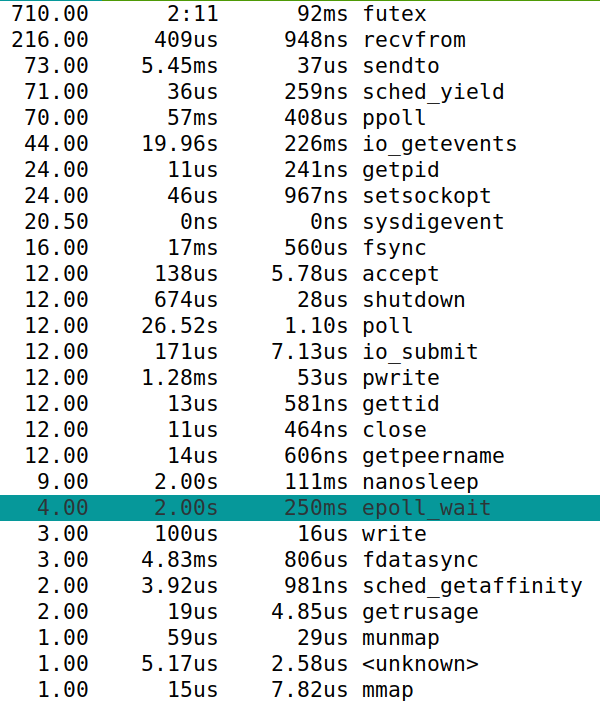 710.00 2:11 92ms futex
216.00 409us 948ns recvfrom
73.00 5.45ms 37us sendto
71.00 36us 259ns sched_yield
70.00 57ms 408us ppoll
44.00 19.96s 226ms io_getevents
24.00 11us 241ns getpid
24.00 46us 967ns setsockopt
20.50 0ns 0ns sysdigevent
16.00 17ms 560us fsync
12.00 138us 5.78us accept
12.00 674us 28us shutdown
12.00 26.52s 1.10s poll
12.00 171us 7.13us io_submit
12.00 1.28ms 53us pwrite
12.00 13us 581ns gettid
12.00 11us 464ns close
12.00 14us 606ns getpeername
9.00 2.00s 111ms nanosleep
4.00 2.00s 250ms epoll_wait
3.00 100us 16us write
3.00 4.83ms 806us fdatasync
2.00 3.92us 981ns sched_getaffinity
2.00 19us 4.85us getrusage
1.00 59us 29us munmap
1.00 5.17us 2.58us <unknown>
1.00 15us 7.82us mmap